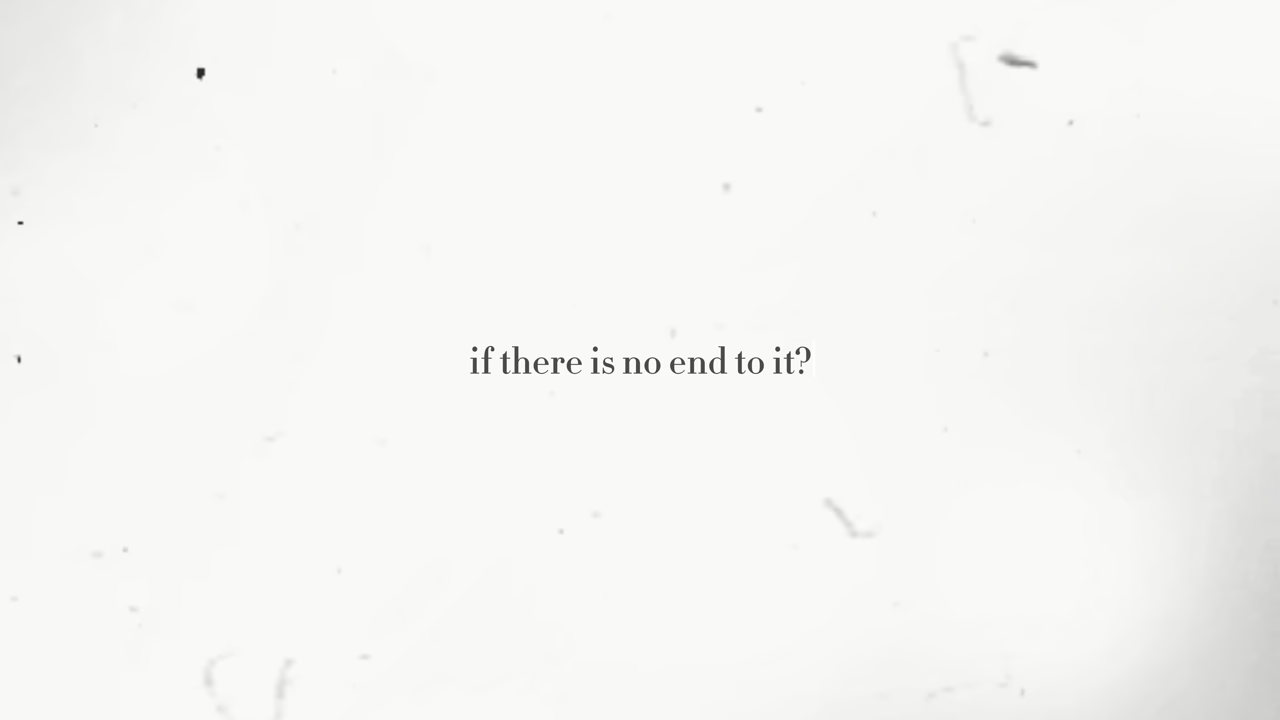 if there is no end to it?